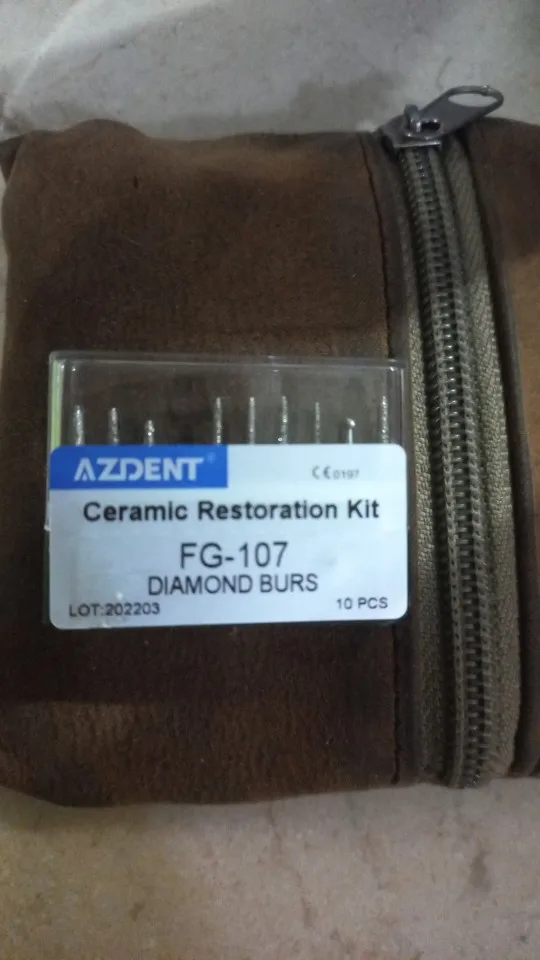 AZDENT®
CE0197
Ceramic Restoration Kit
FG-107
DIAMOND BURS
LOT:202203
10 PCS